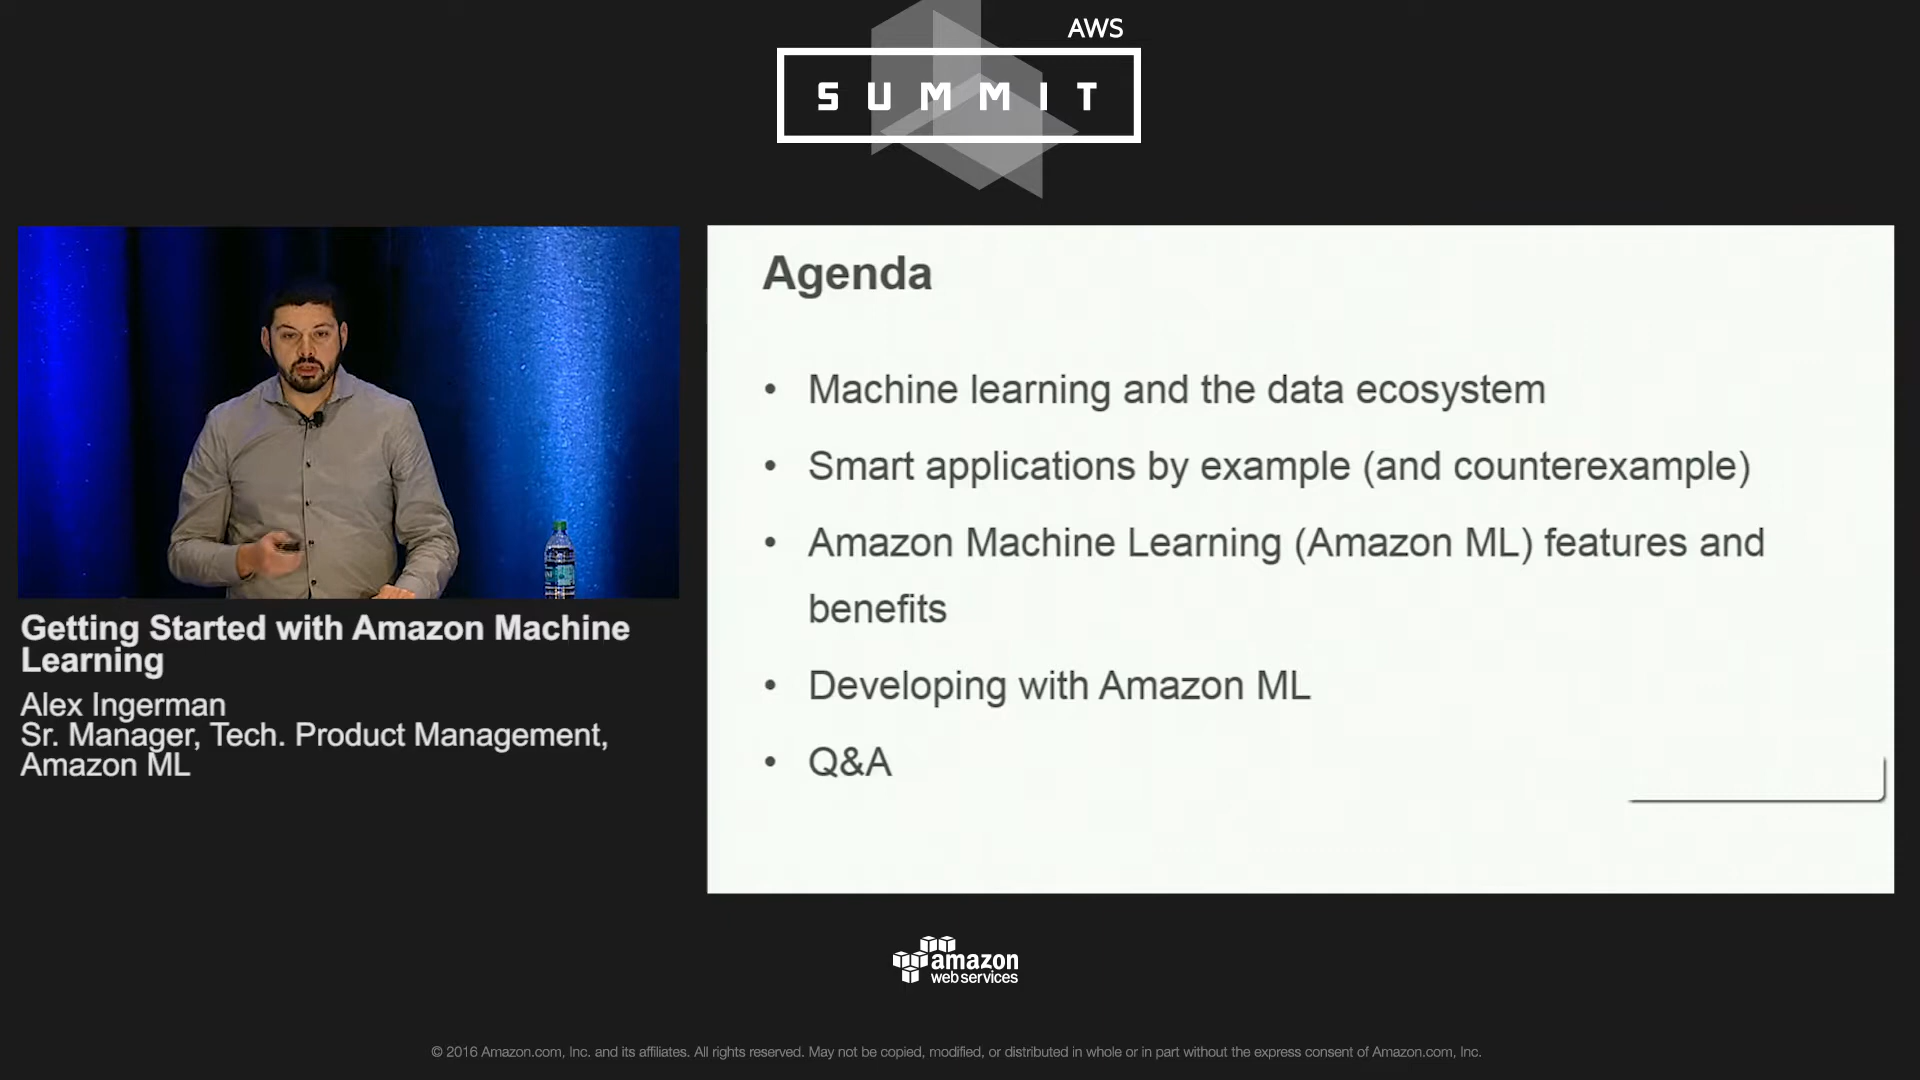 AWS
SUMMIT
Agenda
• Machine learning and the data ecosystem
• Smart applications by example (and counterexample)
• Amazon Machine Learning (Amazon ML) features and
benefits
• Developing with Amazon ML
• Q&A
Getting Started with Amazon Machine
Learning
Alex Ingerman
Sr. Manager, Tech. Product Management,
Amazon ML
amazon
webservices
© 2016 Amazon.com, Inc. and its affiliates. All rights reserved. May not be copied, modified, or distributed in whole or in part without the express consent of Amazon.com, Inc.